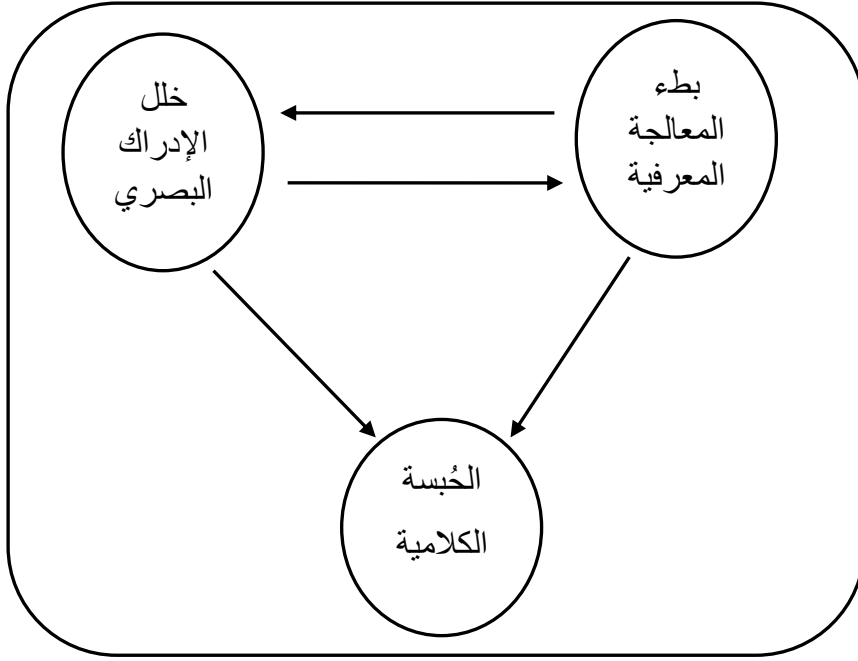 بطء
المعالجة
المعرفية
خلل
الإدراك
البصري
الحُبسة
الكلامية